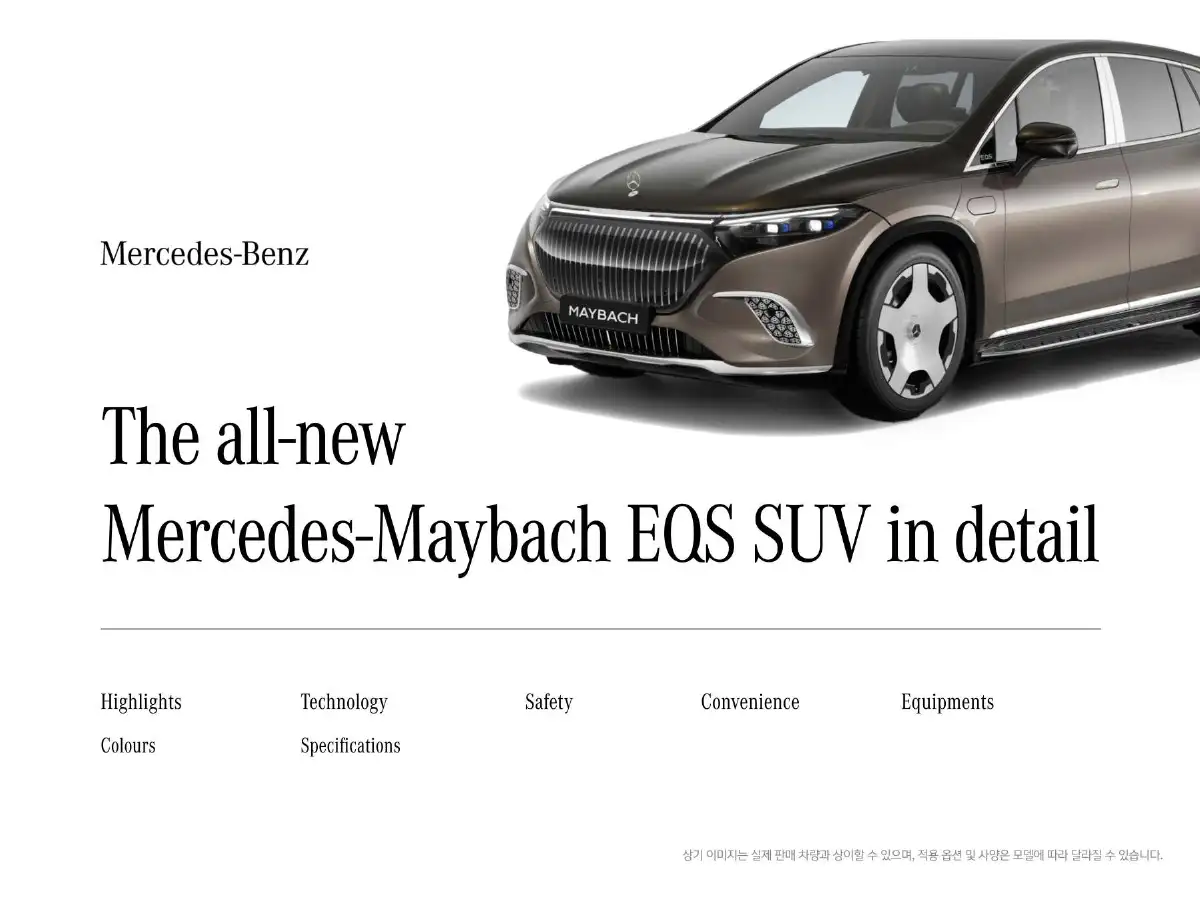 EQS
MAYBACH
Mercedes-Benz
The all-new
Mercedes-Maybach EQS SUV in detail
Highlights
Technology
Safety
Convenience
Equipments
Colours
Specifications
상기 이미지는 실제 판매 차량과 상이할 수 있으며, 적용 옵션 및 사양은 모델에 따라 달라질 수 있습니다.